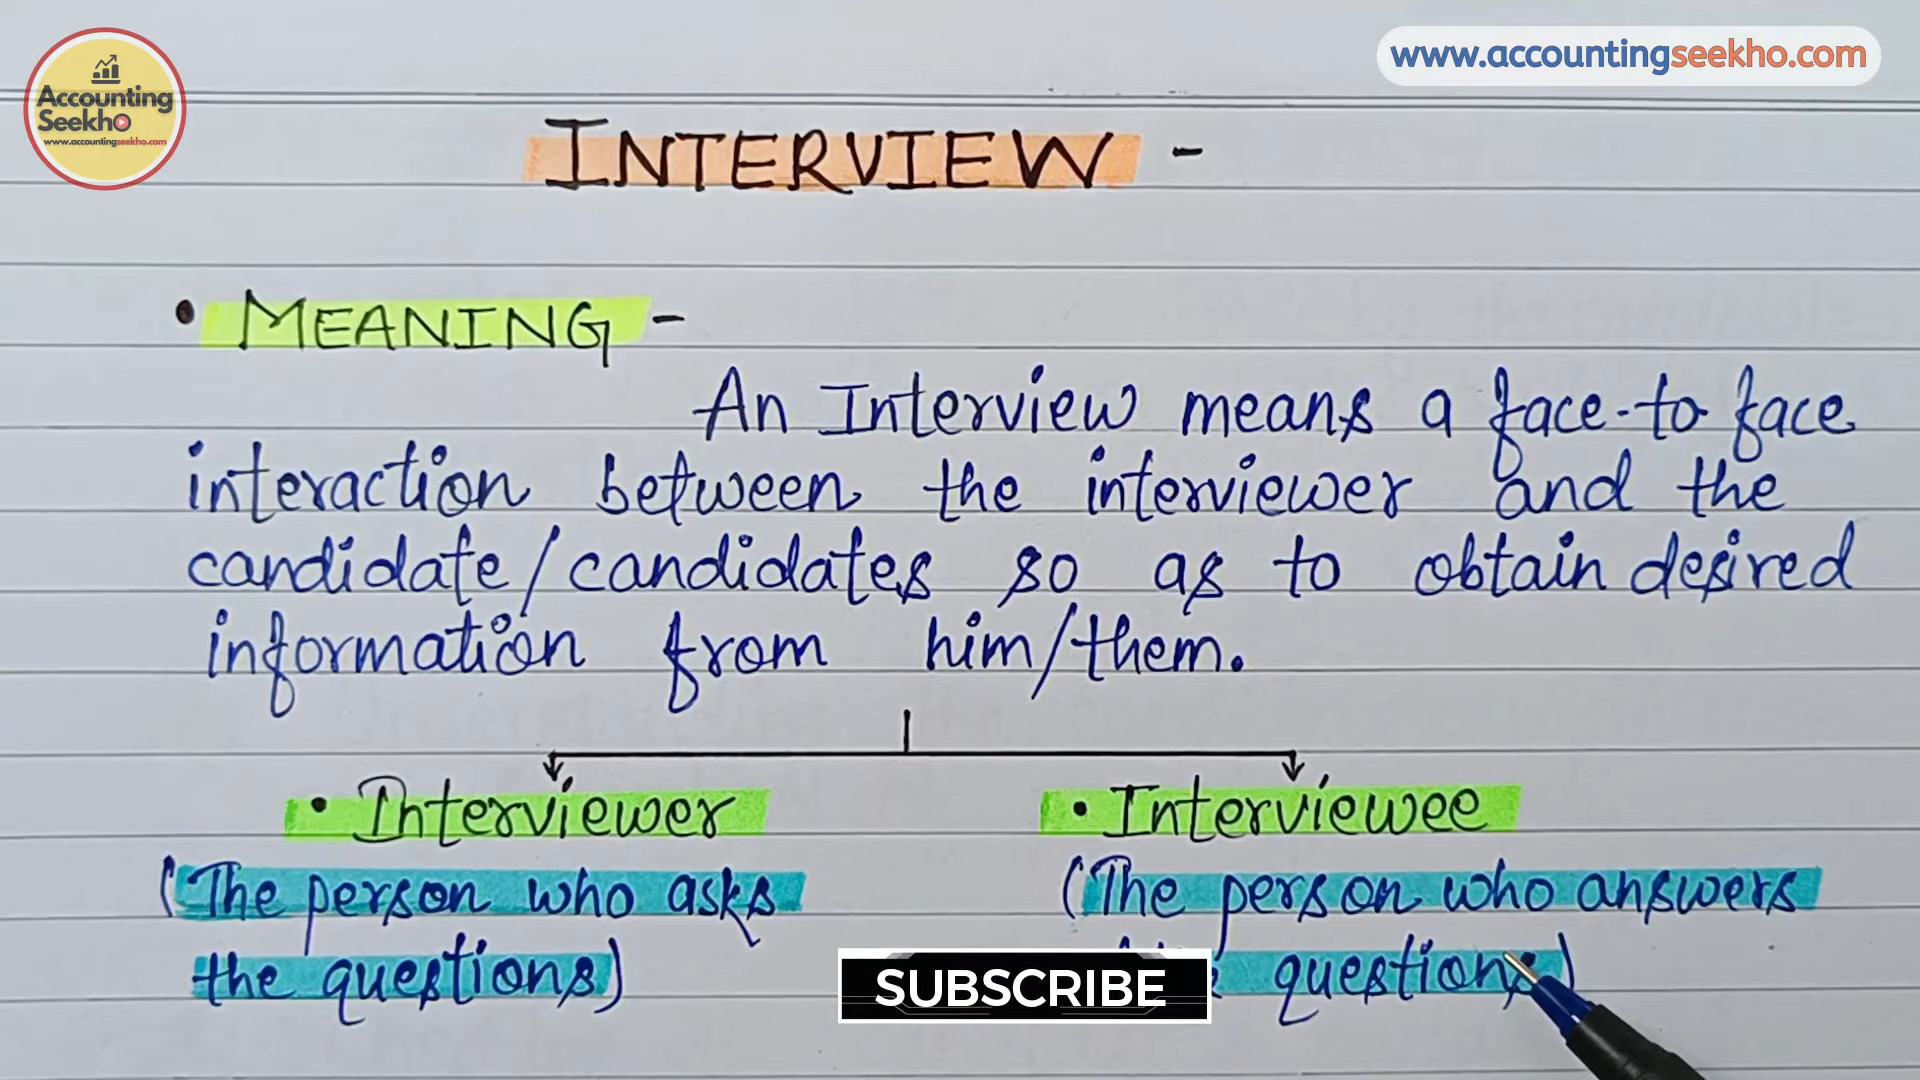 Accounting
Seekho
www.accountingseekho.com
www.accountingseekho.com
INTERVIEW -
• MEANING -
An Interview means a face-to face
interaction between the interviewer and the
candidate/candidates so as to obtain desired
information from him/them.
• Interviewer
• Interviewee
(The person who asks
the questions)
(The person who answers
questions)
SUBSCRIBE